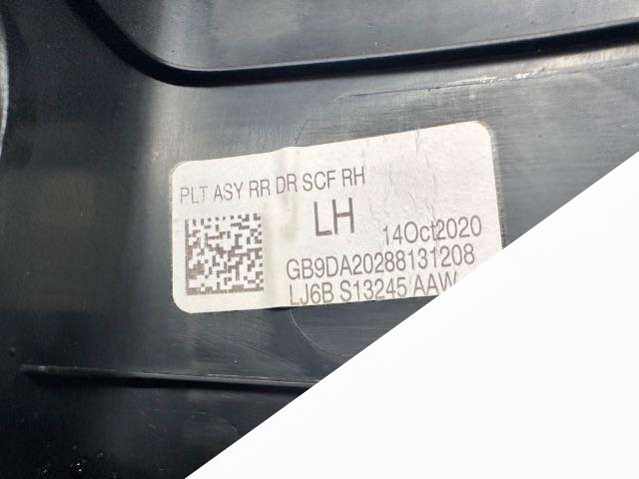 PLT ASY RR DR SCF RH
LH
14Oct2020
GB9DA20288131208
LJ6B S13245 AAW